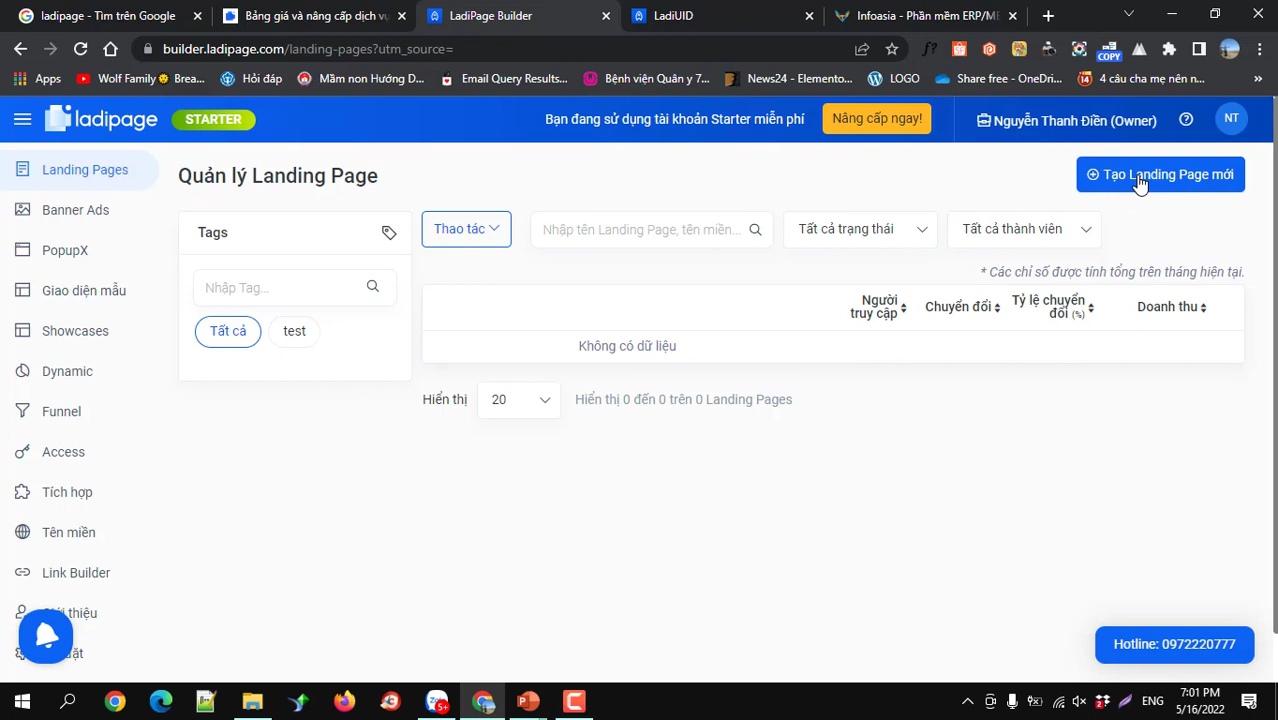 ladipage - Tìm trên Google
Bảng giá và nâng cấp dịch vụ
LadiPage Builder
LadiUID
Infoasia - Phần mềm ERP/ME
builder.ladipage.com/landing-pages?utm_source=
COPY
Apps
Wolf Family
Brea...
Hỏi đáp
Mầm non Hướng D...
Email Query Results...
Bệnh viện Quân y 7...
News24 - Elemento...
LOGO
Share free - OneDri...
4 câu cha mẹ nên n...
ladipage
STARTER
Bạn đang sử dụng tài khoản Starter miễn phí
Nâng cấp ngay!
Nguyễn Thanh Điền (Owner)
NT
Landing Pages
Banner Ads
PopupX
Giao diện mẫu
Showcases
Dynamic
Funnel
Access
Tích hợp
Tên miền
Link Builder
Quản lý Landing Page
Tạo Landing Page mới
Tags
Nhập Tag...
Tất cả
test
Thao tác
Nhập tên Landing Page, tên miền...
Tất cả trạng thái
Tất cả thành viên
* Các chỉ số được tính tổng trên tháng hiện tại.
Người truy cập
Chuyển đổi
Tỷ lệ chuyển đổi (%)
Doanh thu
Không có dữ liệu
Hiển thị
20
Hiển thị 0 đến 0 trên 0 Landing Pages
Hotline: 0972220777
5+
ENG
7:01 PM
5/16/2022